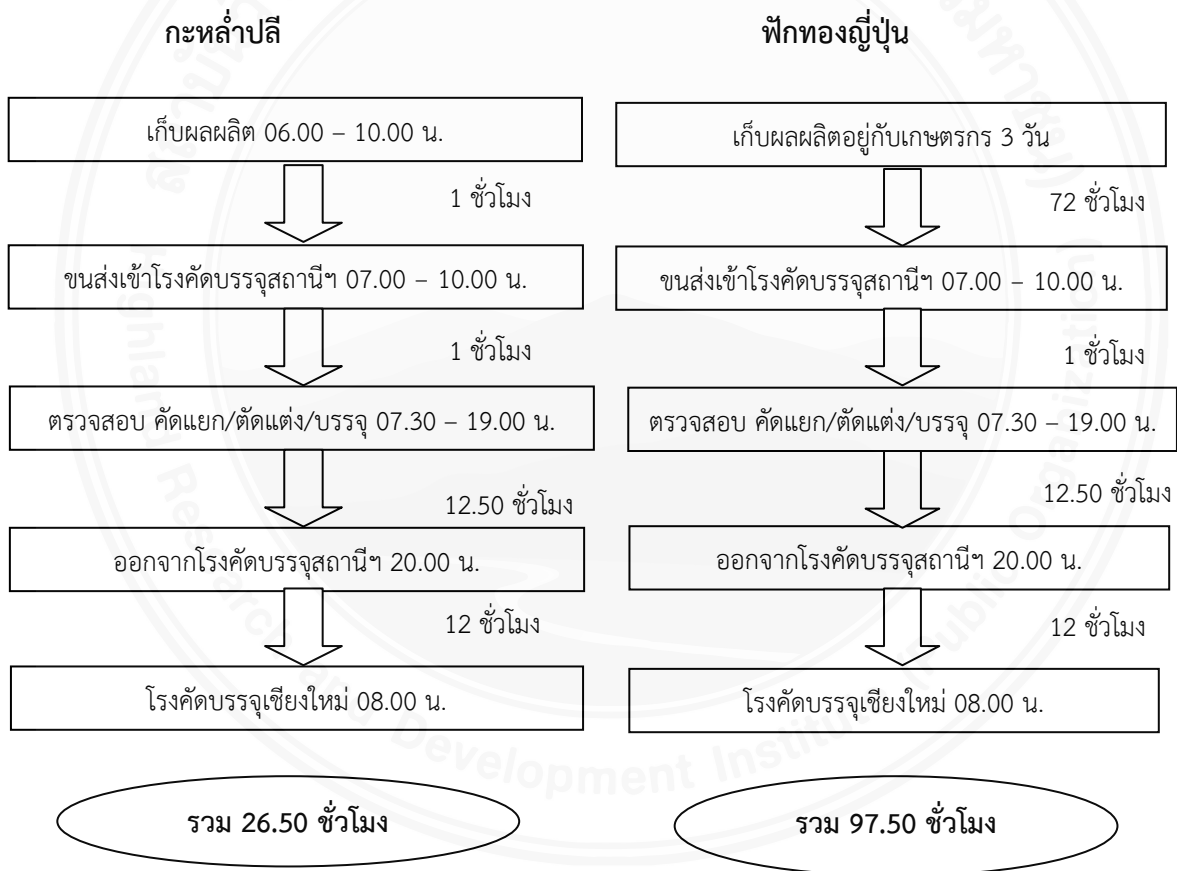 กะหล่ำปลี
เก็บผลผลิต 06.00 – 10.00 น.
1 ชั่วโมง
ขนส่งเข้าโรงคัดบรรจุสถานีฯ 07.00 – 10.00 น.
1 ชั่วโมง
ตรวจสอบ คัดแยก/ตัดแต่ง/บรรจุ 07.30 – 19.00 น.
12.50 ชั่วโมง
ออกจากโรงคัดบรรจุสถานีฯ 20.00 น.
12 ชั่วโมง
โรงคัดบรรจุเชียงใหม่ 08.00 น.
รวม 26.50 ชั่วโมง
ฟักทองญี่ปุ่น
เก็บผลผลิตอยู่กับเกษตรกร 3 วัน
72 ชั่วโมง
ขนส่งเข้าโรงคัดบรรจุสถานีฯ 07.00 – 10.00 น.
1 ชั่วโมง
ตรวจสอบ คัดแยก/ตัดแต่ง/บรรจุ 07.30 – 19.00 น.
12.50 ชั่วโมง
ออกจากโรงคัดบรรจุสถานีฯ 20.00 น.
12 ชั่วโมง
โรงคัดบรรจุเชียงใหม่ 08.00 น.
รวม 97.50 ชั่วโมง
Highland Research and Development Institute (Public Organization)